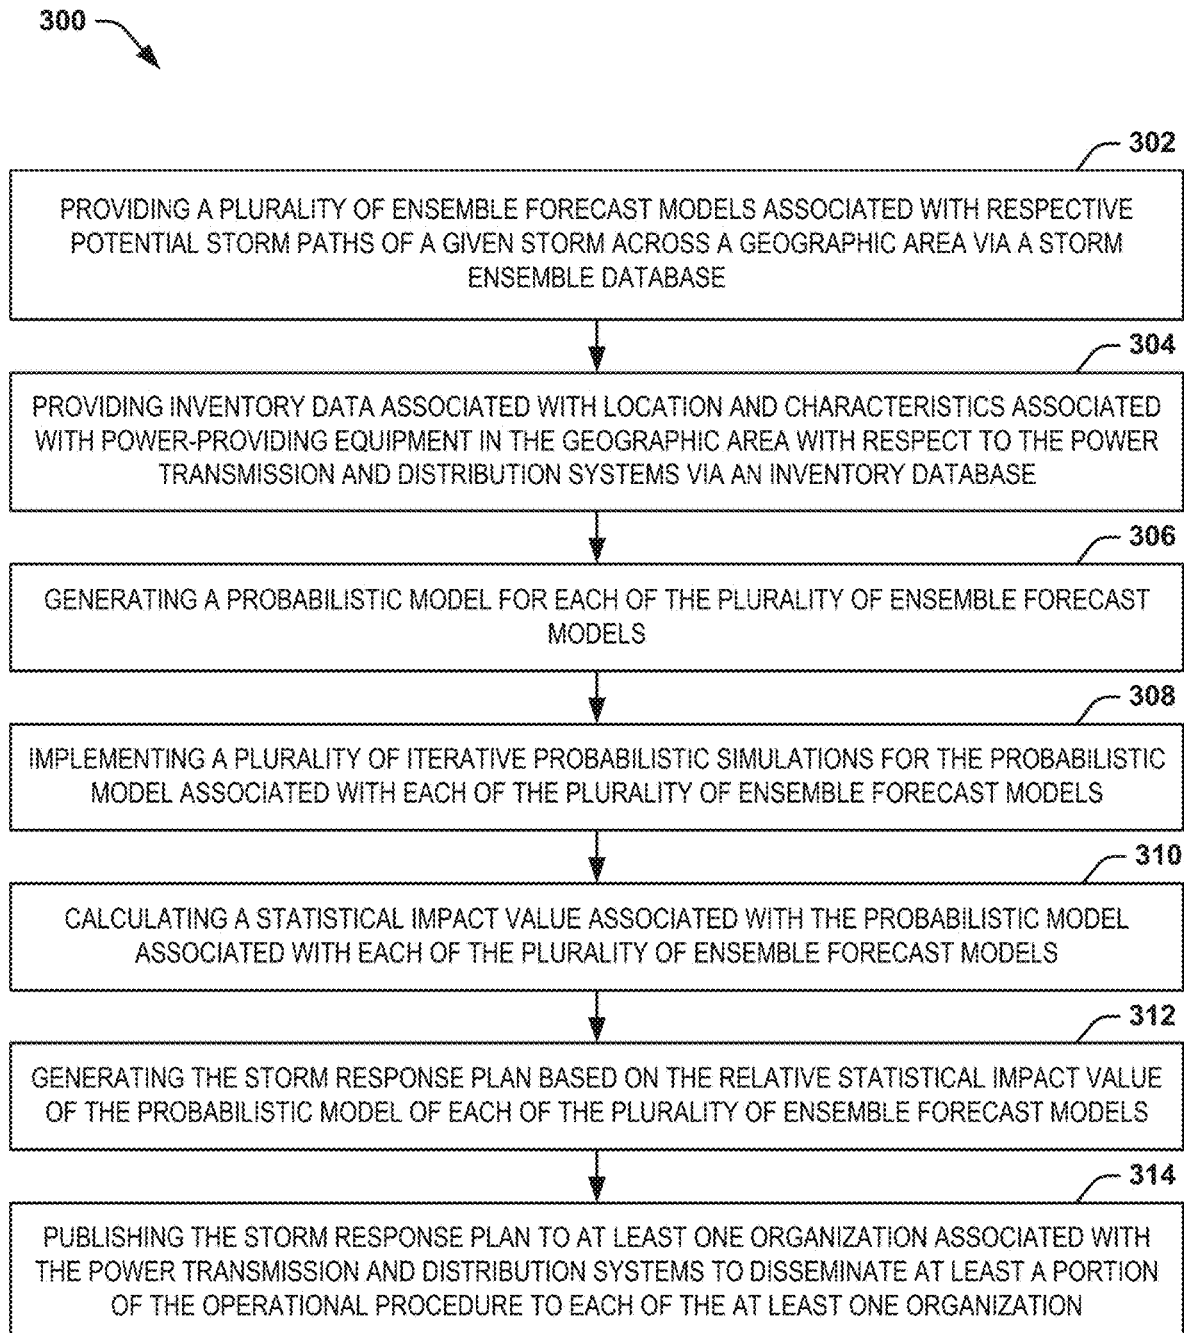 300
302
PROVIDING A PLURALITY OF ENSEMBLE FORECAST MODELS ASSOCIATED WITH RESPECTIVE
POTENTIAL STORM PATHS OF A GIVEN STORM ACROSS A GEOGRAPHIC AREA VIA A STORM
ENSEMBLE DATABASE
304
PROVIDING INVENTORY DATA ASSOCIATED WITH LOCATION AND CHARACTERISTICS ASSOCIATED
WITH POWER-PROVIDING EQUIPMENT IN THE GEOGRAPHIC AREA WITH RESPECT TO THE POWER
TRANSMISSION AND DISTRIBUTION SYSTEMS VIA AN INVENTORY DATABASE
306
GENERATING A PROBABILISTIC MODEL FOR EACH OF THE PLURALITY OF ENSEMBLE FORECAST
MODELS
308
IMPLEMENTING A PLURALITY OF ITERATIVE PROBABILISTIC SIMULATIONS FOR THE PROBABILISTIC
MODEL ASSOCIATED WITH EACH OF THE PLURALITY OF ENSEMBLE FORECAST MODELS
310
CALCULATING A STATISTICAL IMPACT VALUE ASSOCIATED WITH THE PROBABILISTIC MODEL
ASSOCIATED WITH EACH OF THE PLURALITY OF ENSEMBLE FORECAST MODELS
312
GENERATING THE STORM RESPONSE PLAN BASED ON THE RELATIVE STATISTICAL IMPACT VALUE
OF THE PROBABILISTIC MODEL OF EACH OF THE PLURALITY OF ENSEMBLE FORECAST MODELS
314
PUBLISHING THE STORM RESPONSE PLAN TO AT LEAST ONE ORGANIZATION ASSOCIATED WITH
THE POWER TRANSMISSION AND DISTRIBUTION SYSTEMS TO DISSEMINATE AT LEAST A PORTION
OF THE OPERATIONAL PROCEDURE TO EACH OF THE AT LEAST ONE ORGANIZATION